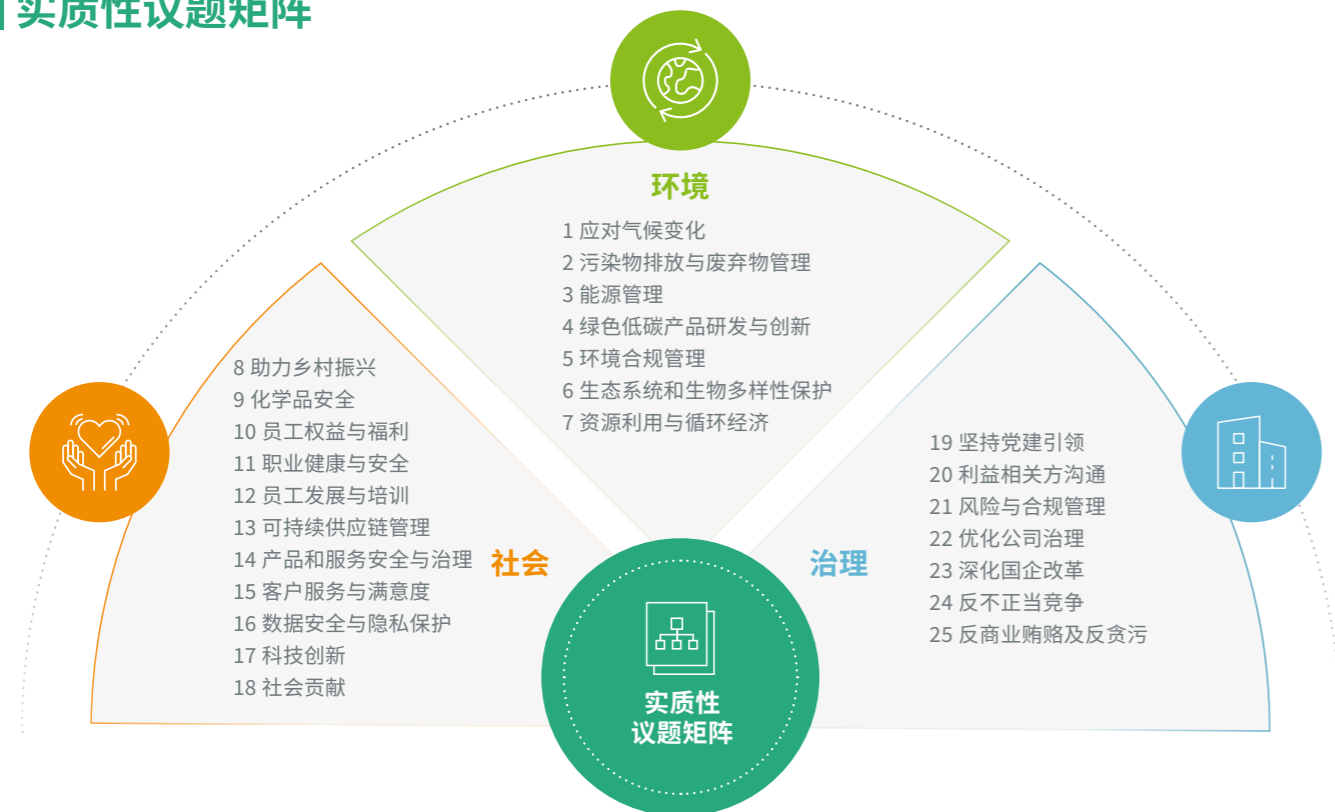 实质性议题矩阵
环境
1 应对气候变化
2 污染物排放与废弃物管理
3 能源管理
4 绿色低碳产品研发与创新
5 环境合规管理
6 生态系统和生物多样性保护
7 资源利用与循环经济
8 助力乡村振兴
9 化学品安全
10 员工权益与福利
11 职业健康与安全
12 员工发展与培训
13 可持续供应链管理
14 产品和服务安全与治理
15 客户服务与满意度
16 数据安全与隐私保护
17 科技创新
18 社会贡献
社会
治理
19 坚持党建引领
20 利益相关方沟通
21 风险与合规管理
22 优化公司治理
23 深化国企改革
24 反不正当竞争
25 反商业贿赂及反贪污
实质性
议题矩阵